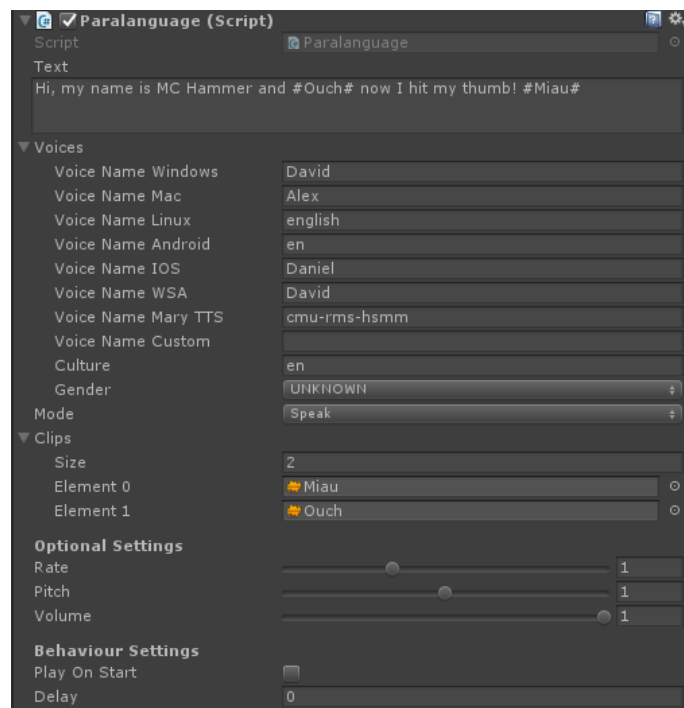 Paralanguage (Script)
Script Paralanguage
Text
Hi, my name is MC Hammer and #Ouch# now I hit my thumb! #Miau#
Voices
Voice Name Windows David
Voice Name Mac Alex
Voice Name Linux english
Voice Name Android en
Voice Name IOS Daniel
Voice Name WSA David
Voice Name Mary TTS cmu-rms-hsmm
Voice Name Custom
Culture en
Gender UNKNOWN
Mode Speak
Clips
Size 2
Element 0 Miau
Element 1 Ouch
Optional Settings
Rate 1
Pitch 1
Volume 1
Behaviour Settings
Play On Start
Delay 0